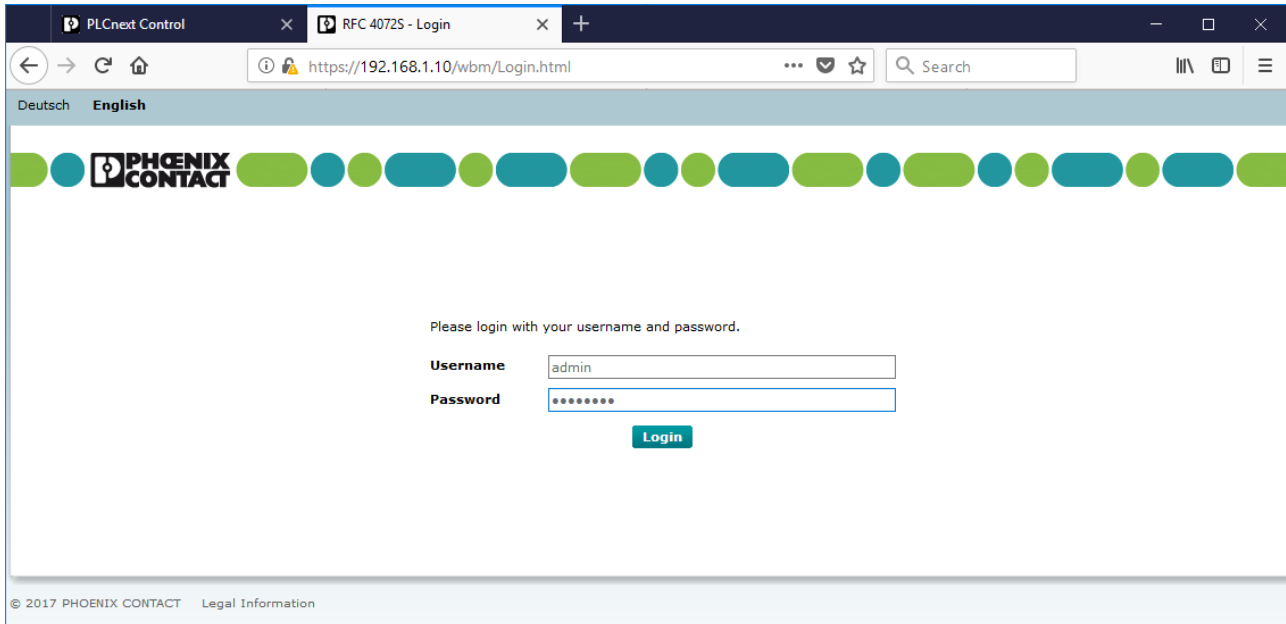 PLCnext Control
RFC 4072S - Login
https://192.168.1.10/wbm/Login.html
Search
Deutsch English
PHŒNIX
CONTACT
Please login with your username and password.
Username admin
Password ••••••••
Login
© 2017 PHOENIX CONTACT Legal Information